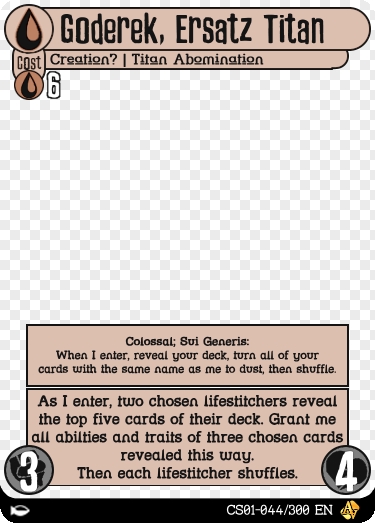 Goderek, Ersatz Titan
Cost
Creation? | Titan Abomination
6
Colossal; Sui Generis:
When I enter, reveal your deck, turn all of your
cards with the same name as me to dust, then shuffle.
As I enter, two chosen lifestitchers reveal
the top five cards of their deck. Grant me
all abilties and traits of three chosen cards
revealed this way.
Then each lifestitcher shuffles.
3
4
CS01-044/300 EN